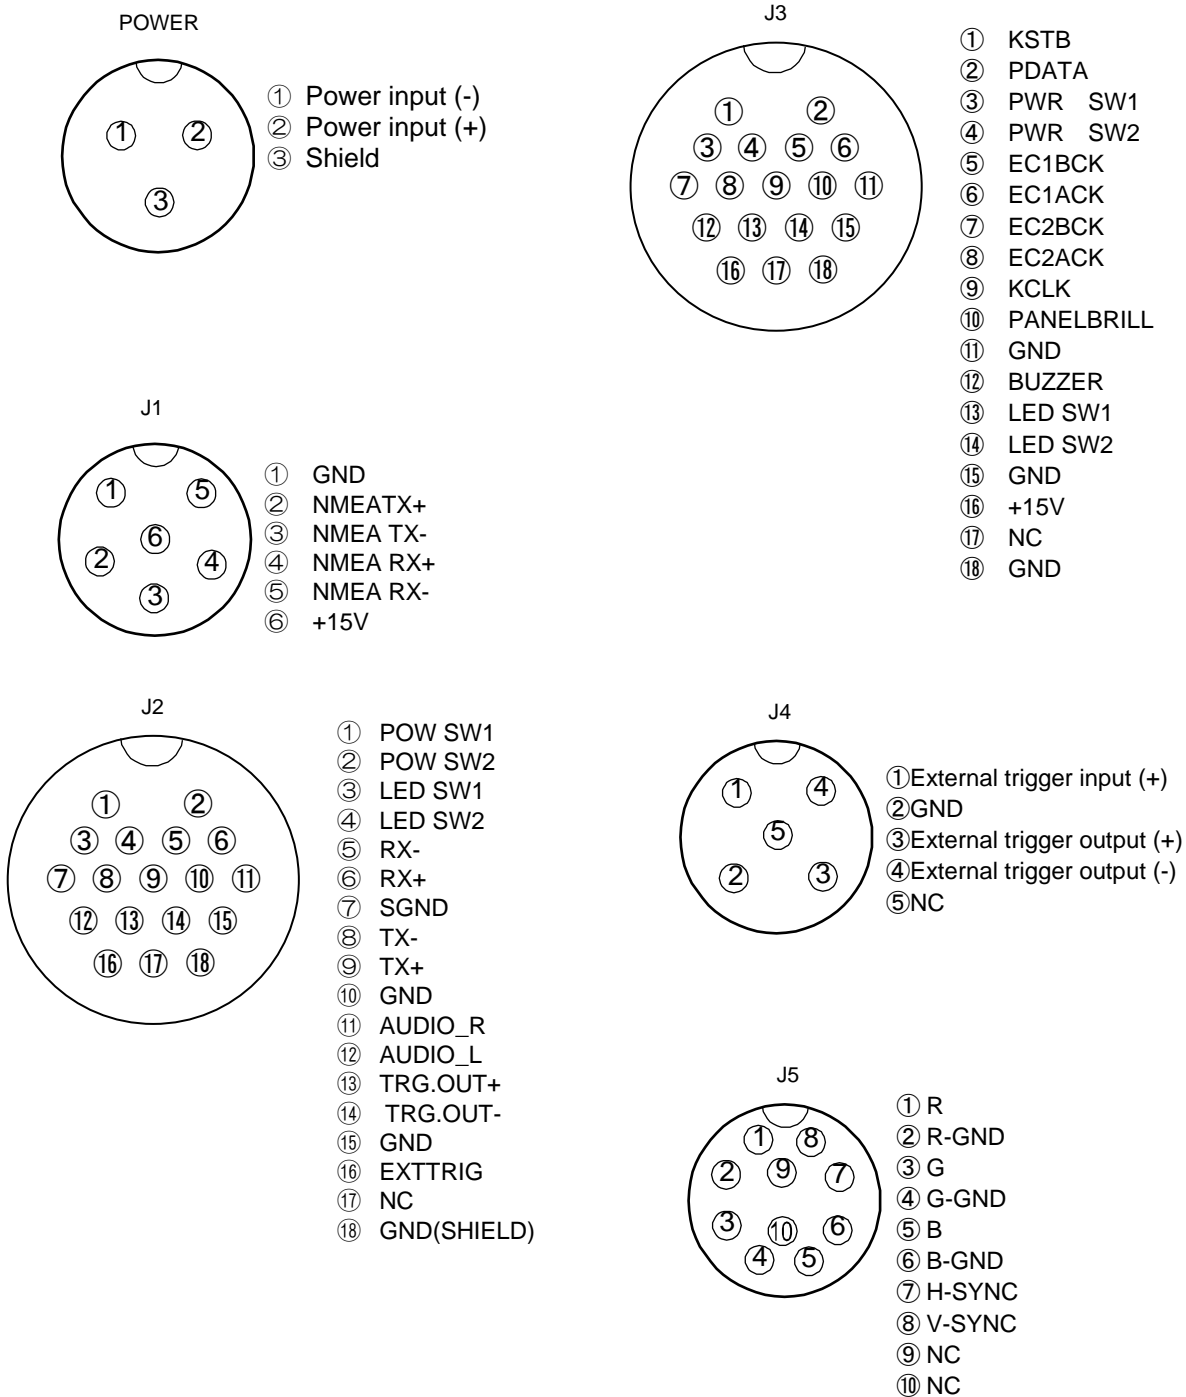 POWER
① ②
③
① Power input (-)
② Power input (+)
③ Shield
J1
① ⑤
⑥
② ④
③
① GND
② NMEATX+
③ NMEA TX-
④ NMEA RX+
⑤ NMEA RX-
⑥ +15V
J2
① ②
③ ④ ⑤ ⑥
⑦ ⑧ ⑨ ⑩ ⑪
⑫ ⑬ ⑭ ⑮
⑯ ⑰ ⑱
① POW SW1
② POW SW2
③ LED SW1
④ LED SW2
⑤ RX-
⑥ RX+
⑦ SGND
⑧ TX-
⑨ TX+
⑩ GND
⑪ AUDIO_R
⑫ AUDIO_L
⑬ TRG.OUT+
⑭ TRG.OUT-
⑮ GND
⑯ EXTTRIG
⑰ NC
⑱ GND(SHIELD)
J3
① ②
③ ④ ⑤ ⑥
⑦ ⑧ ⑨ ⑩ ⑪
⑫ ⑬ ⑭ ⑮
⑯ ⑰ ⑱
① KSTB
② PDATA
③ PWR SW1
④ PWR SW2
⑤ EC1BCK
⑥ EC1ACK
⑦ EC2BCK
⑧ EC2ACK
⑨ KCLK
⑩ PANELBRILL
⑪ GND
⑫ BUZZER
⑬ LED SW1
⑭ LED SW2
⑮ GND
⑯ +15V
⑰ NC
⑱ GND
J4
① ④
⑤
② ③
①External trigger input (+)
②GND
③External trigger output (+)
④External trigger output (-)
⑤NC
J5
① ⑧
② ⑨ ⑦
③ ⑩ ⑥
④ ⑤
① R
② R-GND
③ G
④ G-GND
⑤ B
⑥ B-GND
⑦ H-SYNC
⑧ V-SYNC
⑨ NC
⑩ NC